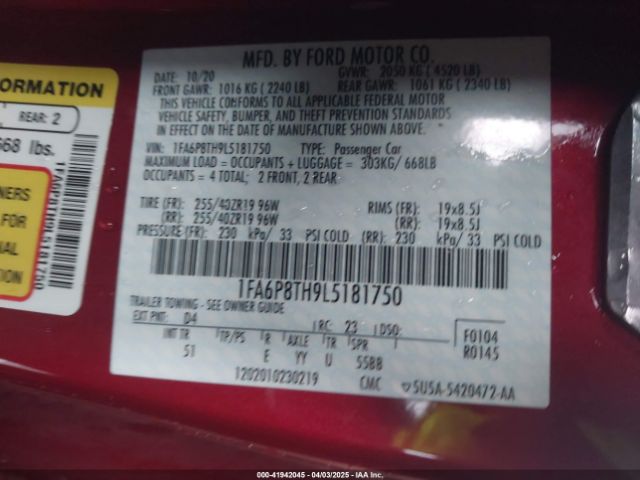 MFD. BY FORD MOTOR CO.
DATE: 10/20 GVWR: 2050 KG ( 4520 LB)
FRONT GAWR: 1016 KG ( 2240 LB) REAR GAWR: 1061 KG ( 2340 LB)
THIS VEHICLE CONFORMS TO ALL APPLICABLE FEDERAL MOTOR
VEHICLE SAFETY, BUMPER, AND THEFT PREVENTION STANDARDS
IN EFFECT ON THE DATE OF MANUFACTURE SHOWN ABOVE.
VIN: 1FA6P8TH9L5181750 TYPE: Passenger Car
MAXIMUM LOAD = OCCUPANTS + LUGGAGE = 303KG/ 668LB
OCCUPANTS = 4 TOTAL; 2 FRONT, 2 REAR
TIRE (FR): 255/40ZR19 96W RIMS (FR): 19x8.5J
(RR): 255/40ZR19 96W (RR): 19x8.5J
PRESSURE (FR): 230 kPa/ 33 PSI COLD (RR): 230 kPa/ 33 PSI COLD
1FA6P8TH9L5181750
TRAILER TOWING - SEE OWNER GUIDE
EXT PNT: D4 RC: 23 DSO: F0104
INT TR TP/PS R AXLE TR SPR R0145
5T E YY U 55BB
1202010230219 CMC 5U5A-5420472-AA
FORMATION
REAR: 2
668 lbs.
1FA6P8TH9L5181750
000-41942045 - 04/03/2025 - IAAI.com